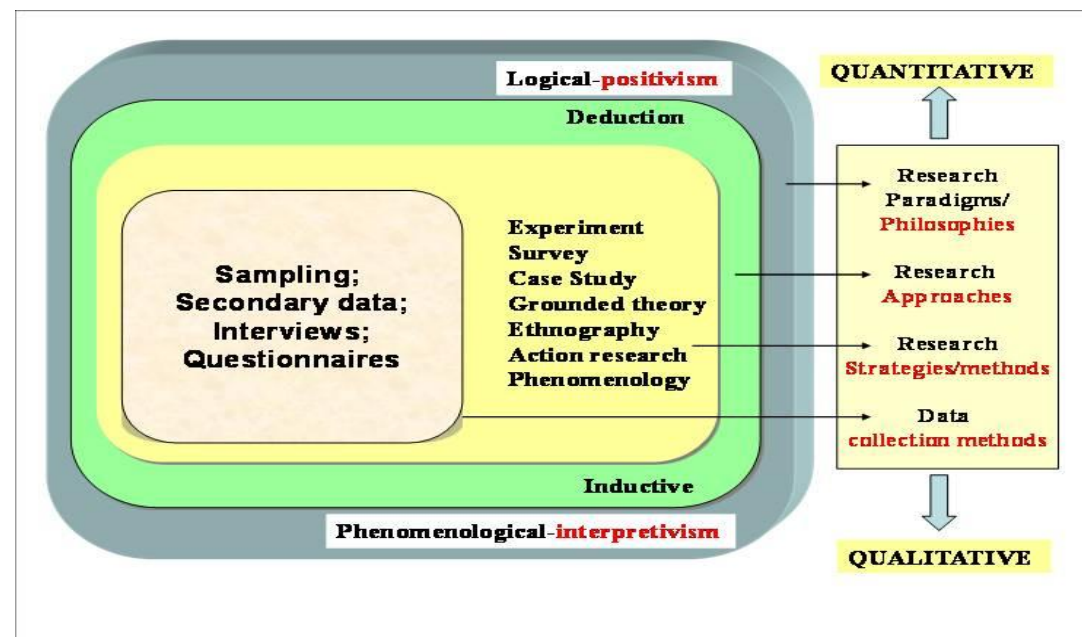 Logical-positivism
Deduction
Sampling;
Secondary data;
Interviews;
Questionnaires
Experiment
Survey
Case Study
Grounded theory
Ethnography
Action research
Phenomenology
Inductive
Phenomenological-interpretivism
QUANTITATIVE
Research
Paradigms/
Philosophies
Research
Approaches
Research
Strategies/methods
Data
collection methods
QUALITATIVE